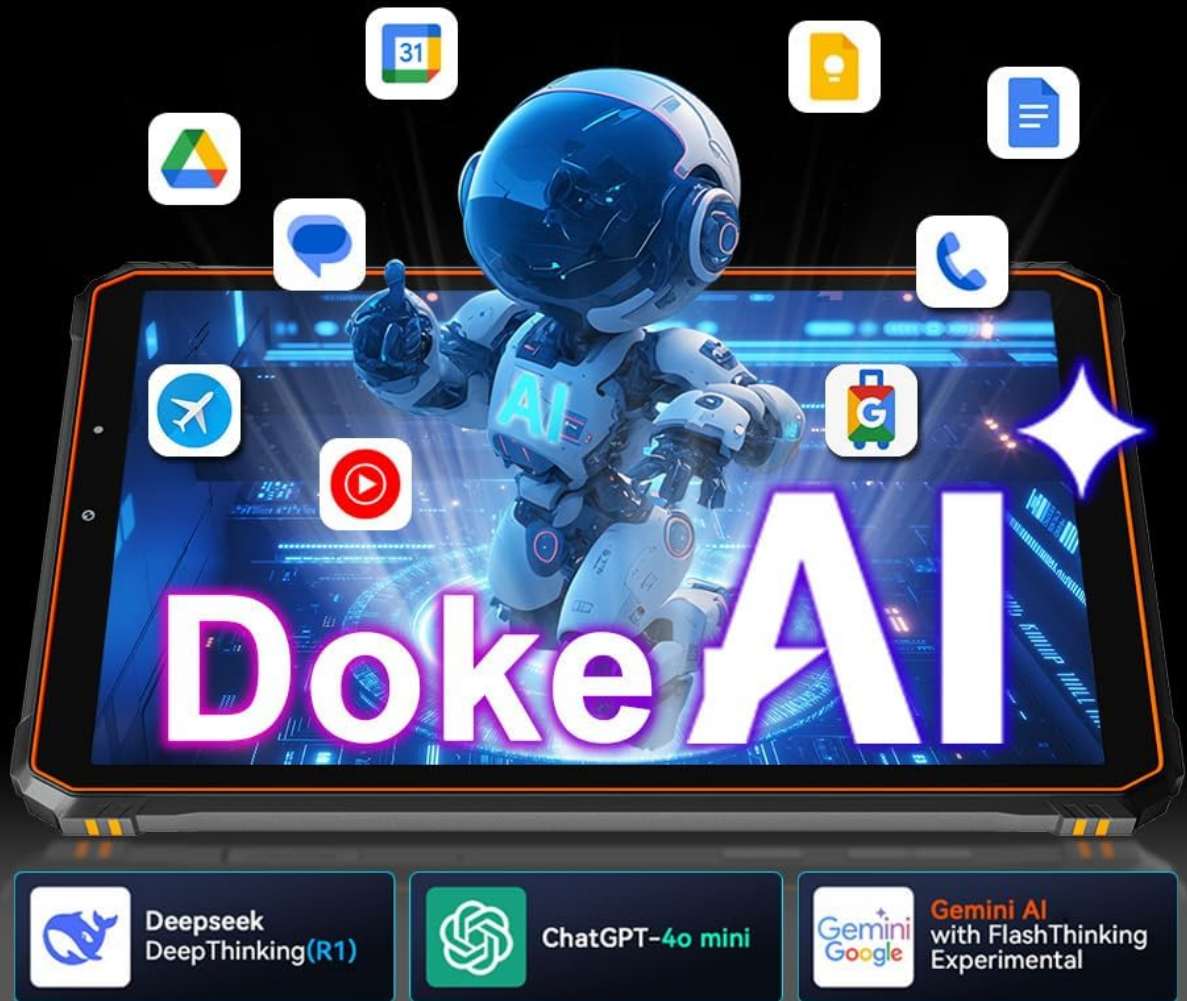 31
AI
G
Doke AI
Deepseek
DeepThinking(R1)
ChatGPT-4o mini
Gemini
Google
Gemini AI
with FlashThinking
Experimental